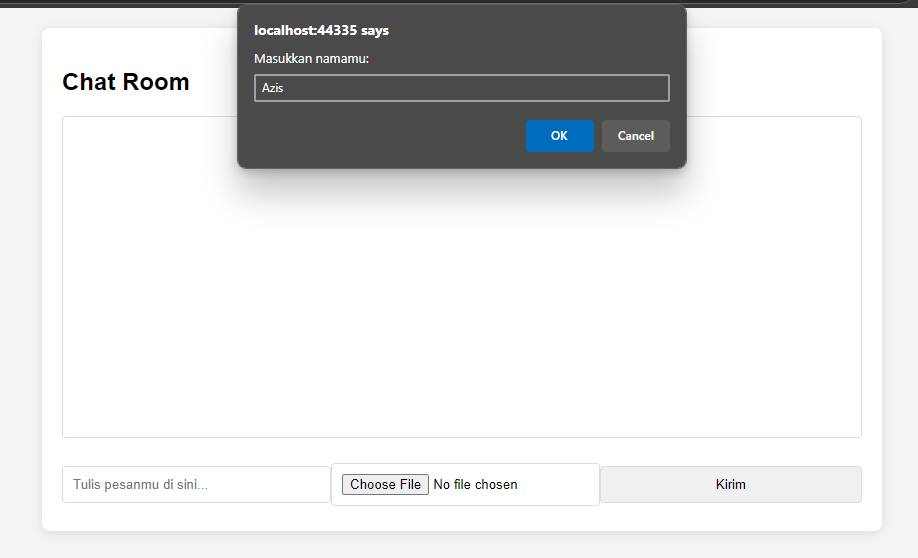 localhost:44335 says
Masukkan namamu:
Azis
OK Cancel
Chat Room
Tulis pesanmu di sini... Choose File No file chosen Kirim